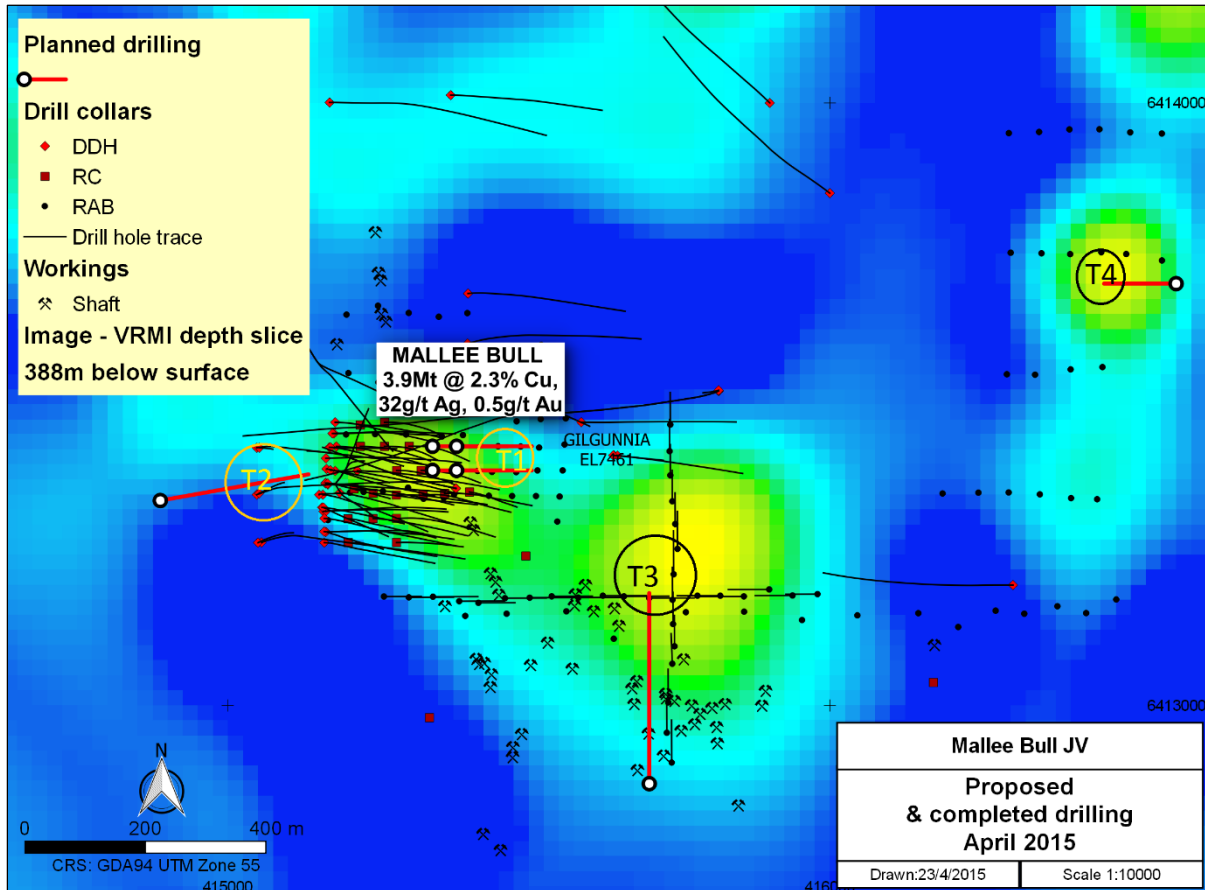 Planned drilling
Drill collars
DDH
RC
RAB
Drill hole trace
Workings
Shaft
Image - VRMI depth slice
388m below surface
6414000
T4
MALLEE BULL
3.9Mt @ 2.3% Cu,
32g/t Ag, 0.5g/t Au
GILGUNNIA
EL7461
T1
T2
T3
6413000
N
0 200 400 m
CRS: GDA94 UTM Zone 55
415000
Mallee Bull JV
Proposed
& completed drilling
April 2015
Drawn:23/4/2015 Scale 1:10000